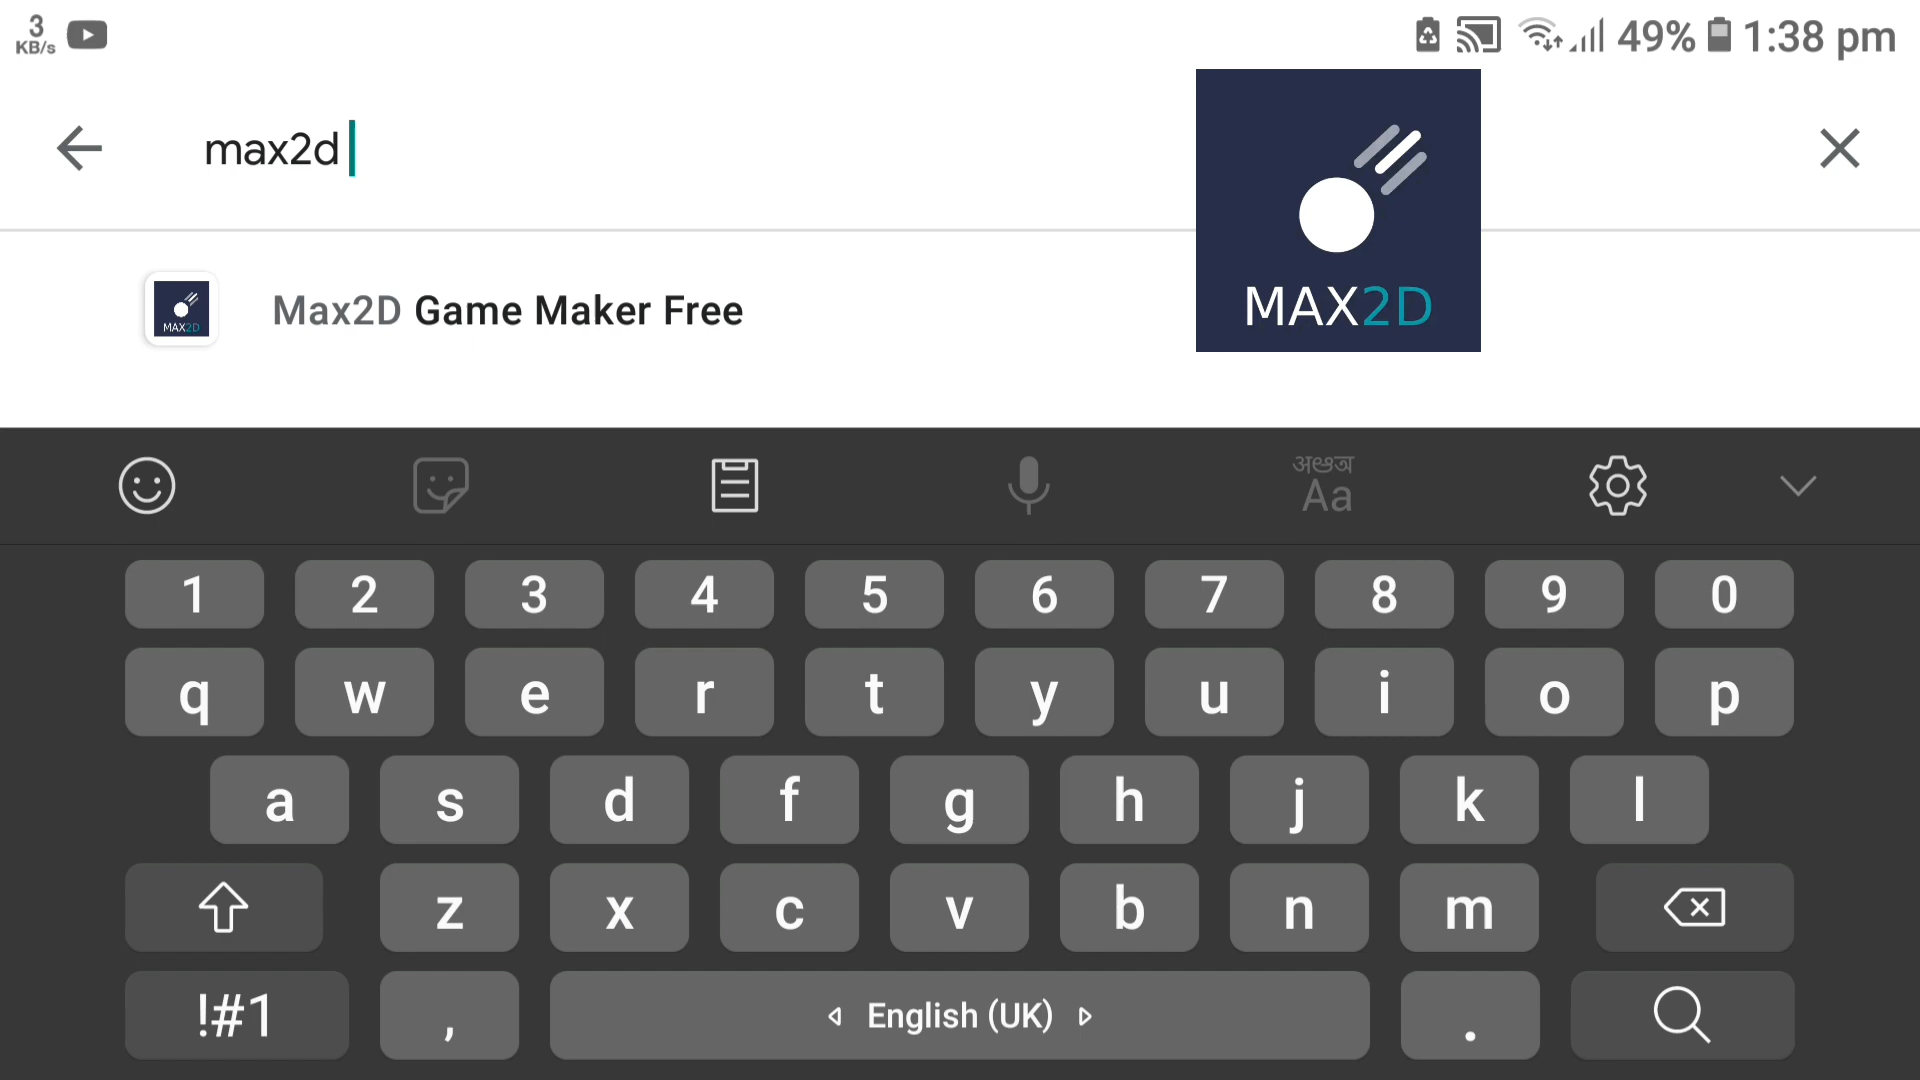 3
KB/s
49% 1:38 pm
max2d
MAX2D
MAX2D
Max2D Game Maker Free
Aa
1 2 3 4 5 6 7 8 9 0
q w e r t y u i o p
a s d f g h j k l
z x c v b n m
!#1 , English (UK) .